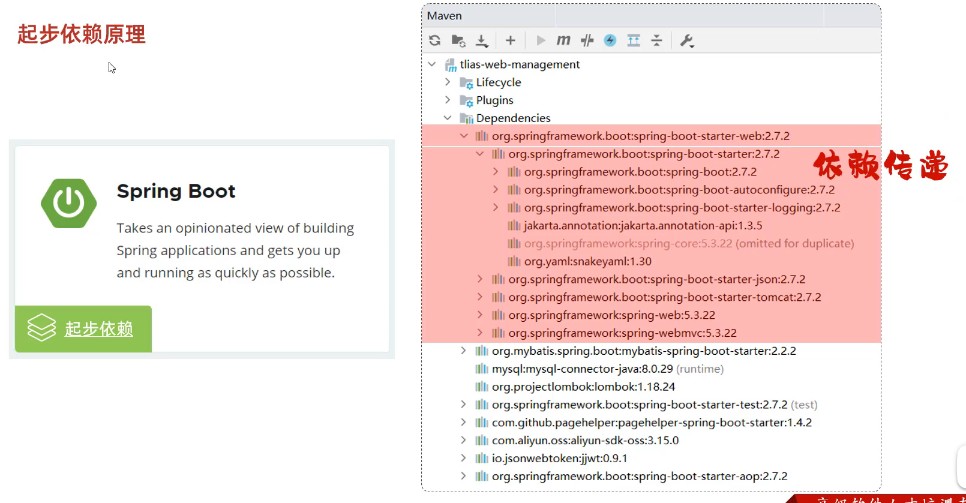 起步依赖原理
Spring Boot
Takes an opinionated view of building
Spring applications and gets you up
and running as quickly as possible.
起步依赖
Maven
tlias-web-management
Lifecycle
Plugins
Dependencies
org.springframework.boot:spring-boot-starter-web:2.7.2
org.springframework.boot:spring-boot-starter:2.7.2
org.springframework.boot:spring-boot:2.7.2
org.springframework.boot:spring-boot-autoconfigure:2.7.2
org.springframework.boot:spring-boot-starter-logging:2.7.2
jakarta.annotation:jakarta.annotation-api:1.3.5
org.springframework:spring-core:5.3.22 (omitted for duplicate)
org.yaml:snakeyaml:1.30
org.springframework.boot:spring-boot-starter-json:2.7.2
org.springframework.boot:spring-boot-starter-tomcat:2.7.2
org.springframework:spring-web:5.3.22
org.springframework:spring-webmvc:5.3.22
依赖传递
org.mybatis.spring.boot:mybatis-spring-boot-starter:2.2.2
mysql:mysql-connector-java:8.0.29 (runtime)
org.projectlombok:lombok:1.18.24
org.springframework.boot:spring-boot-starter-test:2.7.2 (test)
com.github.pagehelper:pagehelper-spring-boot-starter:1.4.2
com.aliyun.oss:aliyun-sdk-oss:3.15.0
io.jsonwebtoken:jjwt:0.9.1
org.springframework.boot:spring-boot-starter-aop:2.7.2